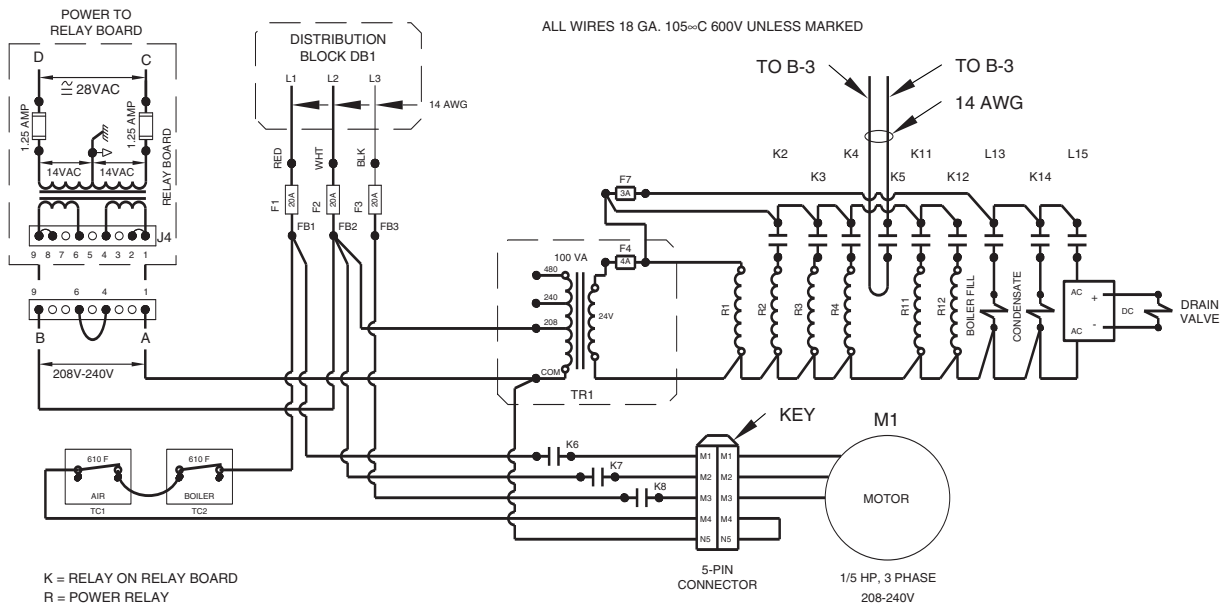 POWER TO
RELAY BOARD
D
C
≅ 28VAC
1.25 AMP
1.25 AMP
14VAC
14VAC
RELAY BOARD
J4
9 8 7 6 5 4 3 2 1
9 6 4 1
B
A
208V-240V
DISTRIBUTION
BLOCK DB1
L1 L2 L3
14 AWG
RED
WHT
BLK
F1
20A
F2
20A
F3
20A
FB1
FB2
FB3
ALL WIRES 18 GA. 105∞C 600V UNLESS MARKED
TO B-3
TO B-3
14 AWG
K2
K4
K11
L13
L15
K3
K5
K12
K14
F7
3A
F4
4A
100 VA
480
240
208
COM
24V
TR1
R1
R2
R3
R4
R11
R12
BOILER FILL
CONDENSATE
AC
+
AC
-
DC
DRAIN
VALVE
KEY
M1
610 F
AIR
TC1
610 F
BOILER
TC2
K6
K7
K8
M1 M1
M2 M2
M3 M3
M4 M4
N5 N5
MOTOR
5-PIN
CONNECTOR
1/5 HP, 3 PHASE
208-240V
K = RELAY ON RELAY BOARD
R = POWER RELAY